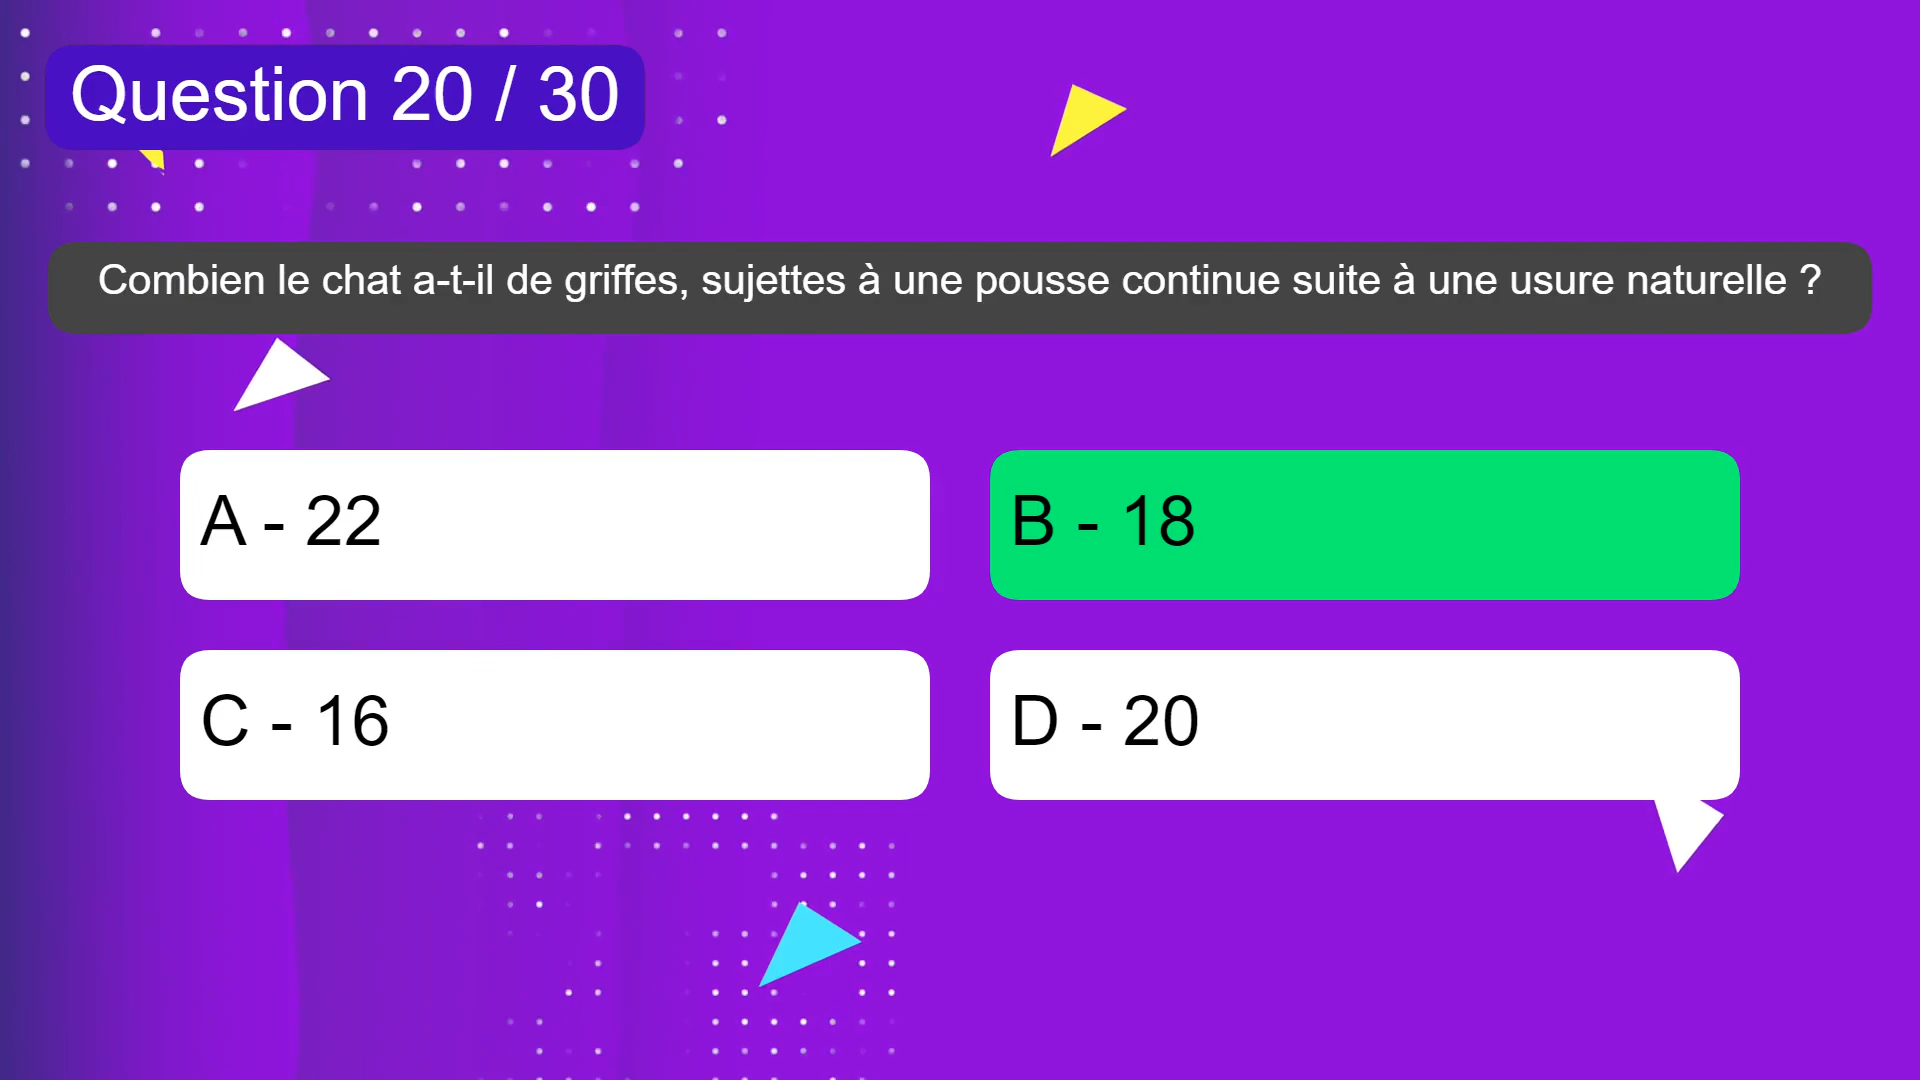 Question 20 / 30
Combien le chat a-t-il de griffes, sujettes à une pousse continue suite à une usure naturelle ?
A - 22
B - 18
C - 16
D - 20